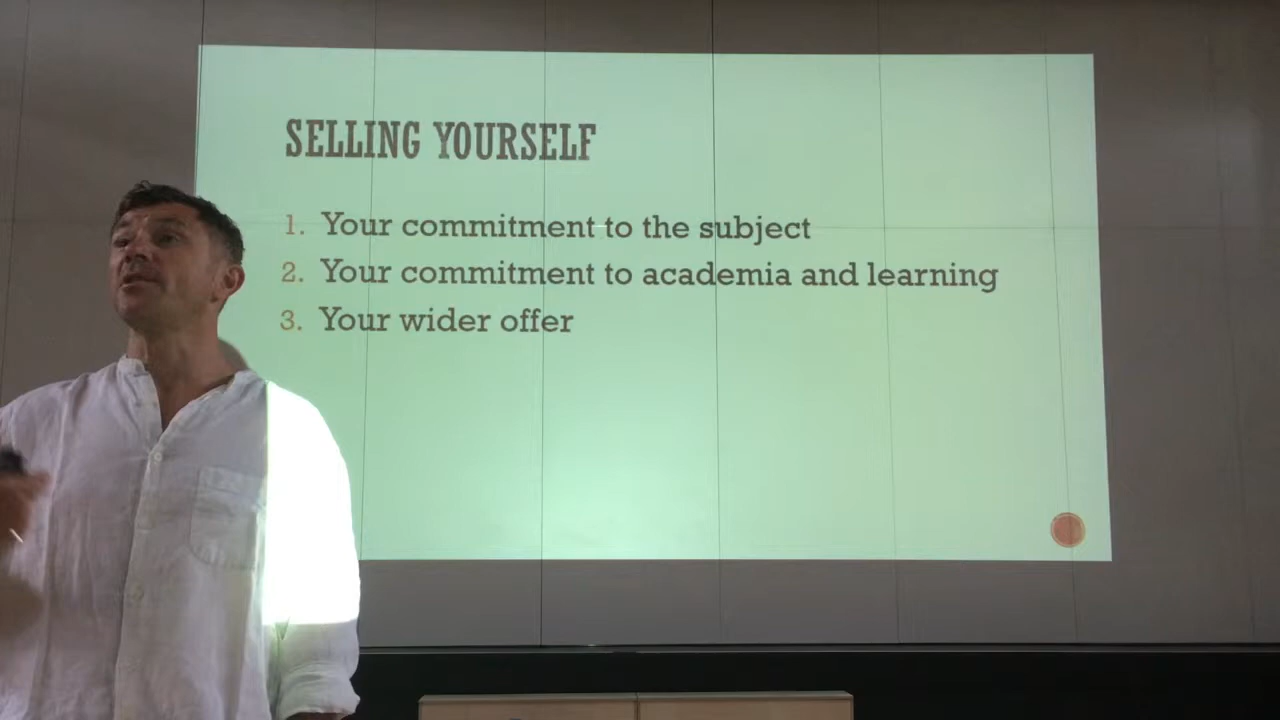 SELLING YOURSELF
1. Your commitment to the subject
2. Your commitment to academia and learning
3. Your wider offer